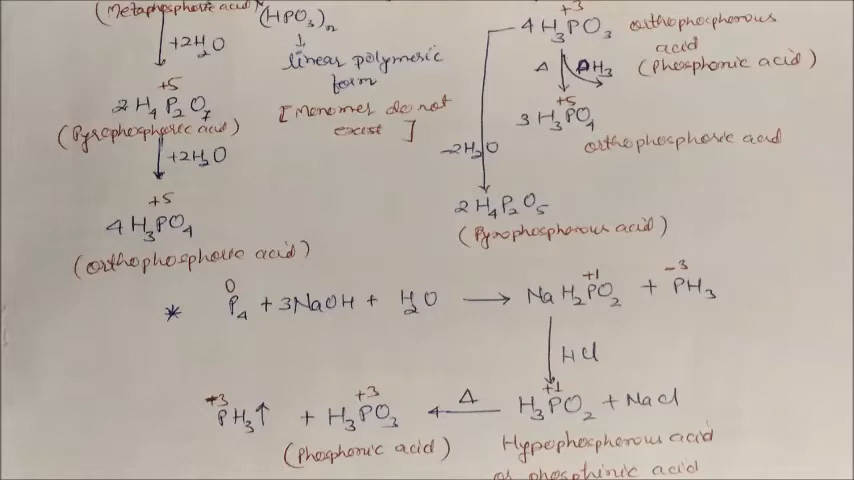 (Metaphosphoric acid)
(HPO₃)ₙ
+2H₂O
linear polymeric
form
[Monomer do not
exist ]
+5
2H₄P₂O₇
(Pyrophosphoric acid)
+2H₂O
+5
4H₃PO₄
(Orthophosphoric acid)
+3
4H₃PO₃ orthophosphorous
acid
(Phosphonic acid)
Δ PH₃
+5
3H₃PO₄
orthophosphoric acid
-2H₂O
2H₄P₂O₅
(Pyrophosphorous acid)
0 +1 -3
* P₄ + 3NaOH + H₂O → NaH₂PO₂ + PH₃
HCl
+3 +3 Δ +1
PH₃↑ + H₃PO₃ ← H₃PO₂ + NaCl
(Phosphonic acid) Hypophosphorous acid
or phosphinic acid